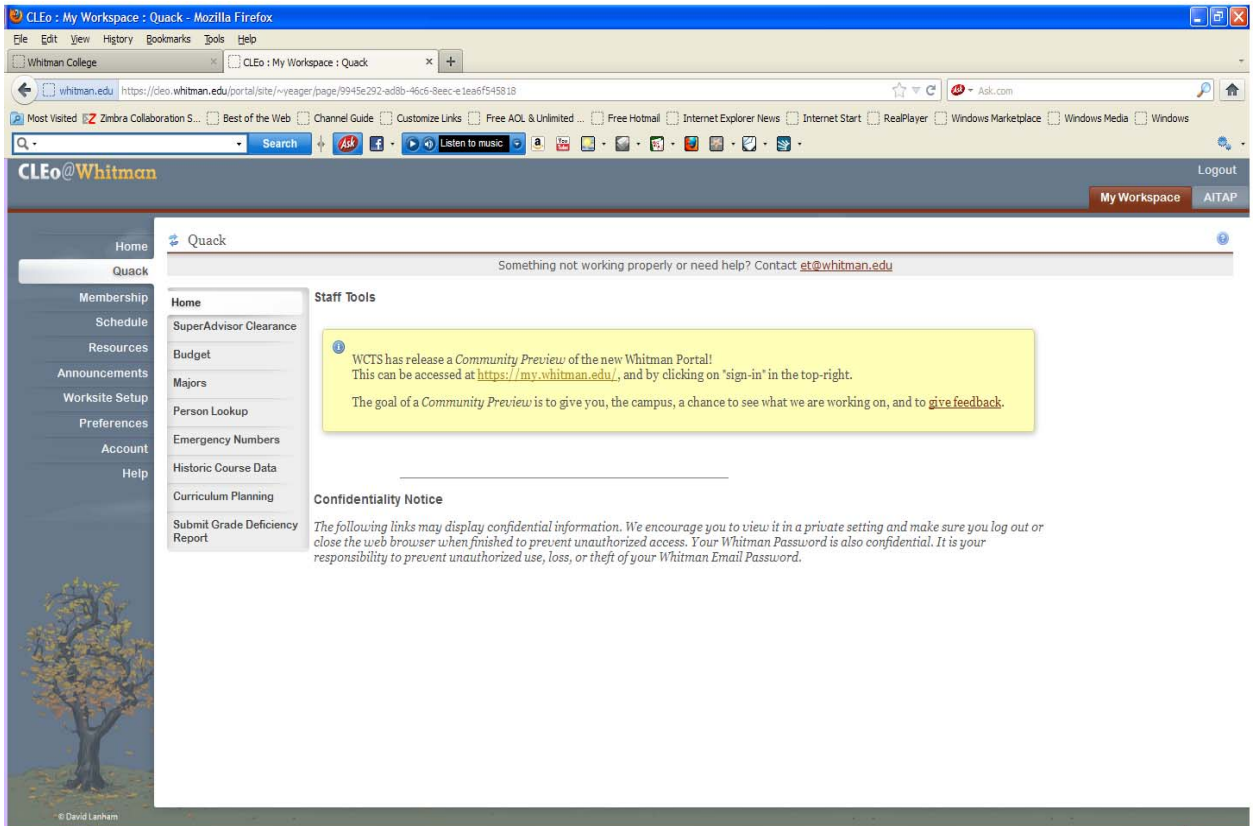 CLEo : My Workspace : Quack - Mozilla Firefox
File Edit View History Bookmarks Tools Help
Whitman College
CLEo : My Workspace : Quack
whitman.edu https://cleo.whitman.edu/portal/site/~yeager/page/9945e292-ad8b-46c6-8eec-e1ea6f545818
Ask.com
Most Visited Zimbra Collaboration S... Best of the Web Channel Guide Customize Links Free AOL & Unlimited ... Free Hotmail Internet Explorer News Internet Start RealPlayer Windows Marketplace Windows Media Windows
Search Ask Listen to music
CLEo@Whitman
Logout
My Workspace AITAP
Home
Quack
Membership
Schedule
Resources
Announcements
Worksite Setup
Preferences
Account
Help
Quack
Something not working properly or need help? Contact et@whitman.edu
Home
SuperAdvisor Clearance
Budget
Majors
Person Lookup
Emergency Numbers
Historic Course Data
Curriculum Planning
Submit Grade Deficiency
Report
Staff Tools
WCTS has release a Community Preview of the new Whitman Portal!
This can be accessed at https://my.whitman.edu/, and by clicking on "sign-in" in the top-right.
The goal of a Community Preview is to give you, the campus, a chance to see what we are working on, and to give feedback.
Confidentiality Notice
The following links may display confidential information. We encourage you to view it in a private setting and make sure you log out or
close the web browser when finished to prevent unauthorized access. Your Whitman Password is also confidential. It is your
responsibility to prevent unauthorized use, loss, or theft of your Whitman Email Password.
© David Lanham